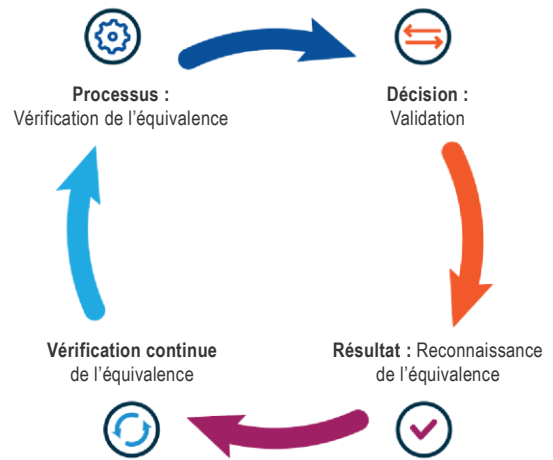 Processus :
Vérification de l'équivalence
Décision :
Validation
Vérification continue
de l'équivalence
Résultat : Reconnaissance
de l'équivalence